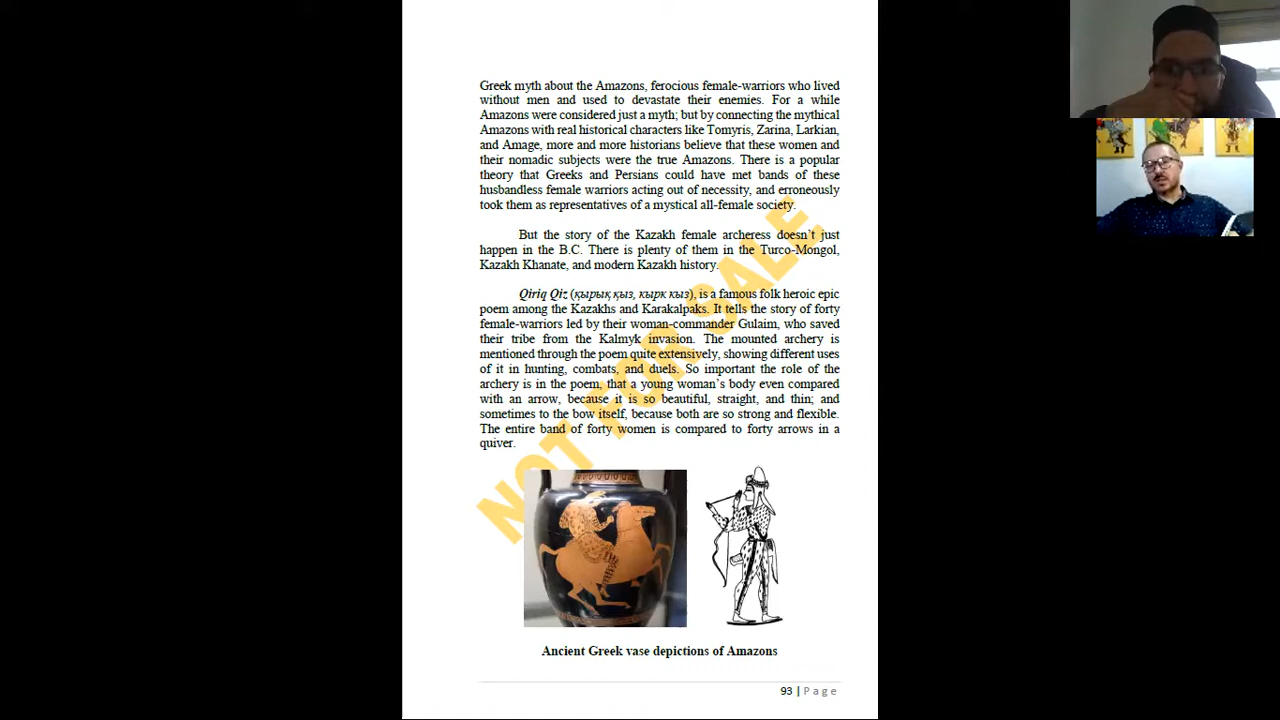 Greek myth about the Amazons, ferocious female-warriors who lived
without men and used to devastate their enemies. For a while
Amazons were considered just a myth; but by connecting the mythical
Amazons with real historical characters like Tomyris, Zarina, Larkian,
and Amage, more and more historians believe that these women and
their nomadic subjects were the true Amazons. There is a popular
theory that Greeks and Persians could have met bands of these
husbandless female warriors acting out of necessity, and erroneously
took them as representatives of a mystical all-female society.
But the story of the Kazakh female archeress doesn't just
happen in the B.C. There is plenty of them in the Turco-Mongol,
Kazakh Khanate, and modern Kazakh history.
Qiriq Qiz (қырық қыз, кырк кыз), is a famous folk heroic epic
poem among the Kazakhs and Karakalpaks. It tells the story of forty
female-warriors led by their woman-commander Gulaim, who saved
their tribe from the Kalmyk invasion. The mounted archery is
mentioned through the poem quite extensively, showing different uses
of it in hunting, combats, and duels. So important the role of the
archery is in the poem, that a young woman's body even compared
with an arrow, because it is so beautiful, straight, and thin; and
sometimes to the bow itself, because both are so strong and flexible.
The entire band of forty women is compared to forty arrows in a
quiver.
NOT FOR SALE
Ancient Greek vase depictions of Amazons
93 | Page